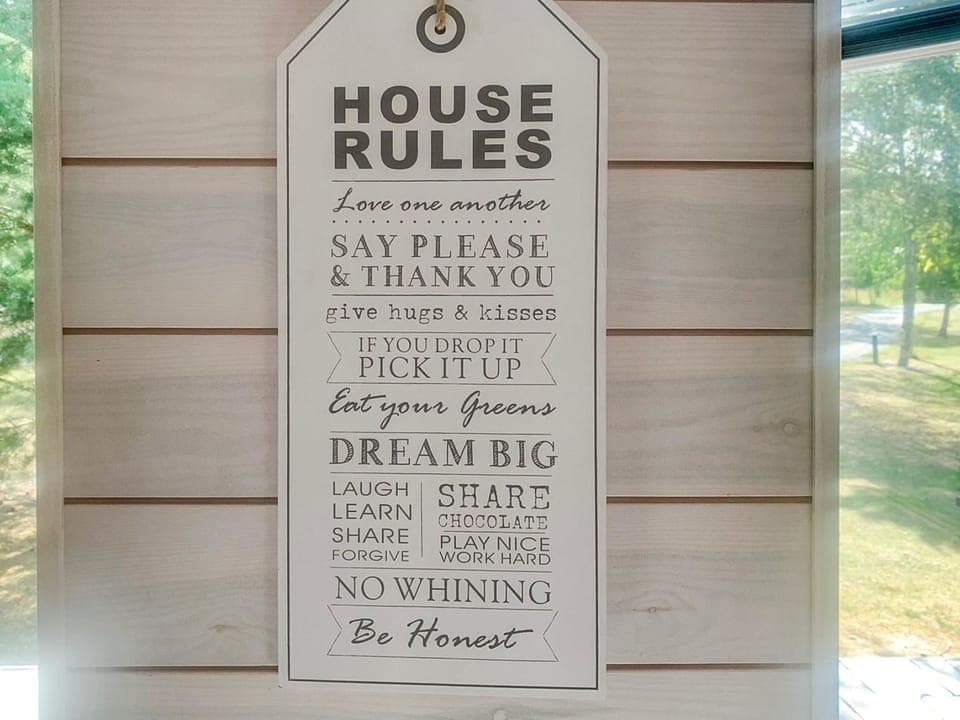 HOUSE
RULES
Love one another
SAY PLEASE
& THANK YOU
give hugs & kisses
IF YOU DROP IT
PICK IT UP
Eat your Greens
DREAM BIG
LAUGH
LEARN
SHARE
FORGIVE
SHARE
CHOCOLATE
PLAY NICE
WORK HARD
NO WHINING
Be Honest